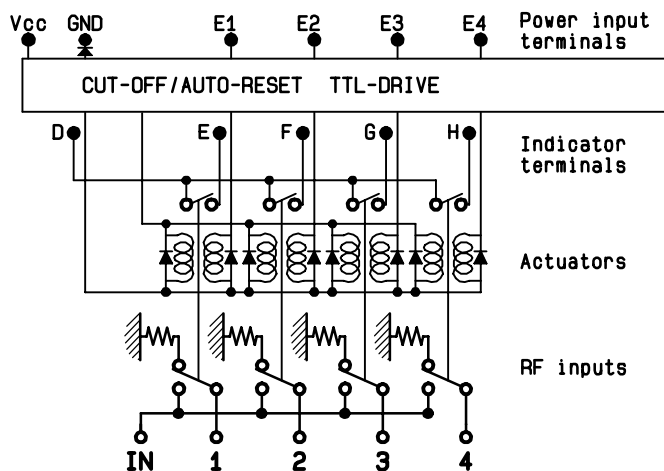 Vcc GND E1 E2 E3 E4 Power input
terminals
CUT-OFF/AUTO-RESET TTL-DRIVE
D E F G H Indicator
terminals
Actuators
RF inputs
IN 1 2 3 4